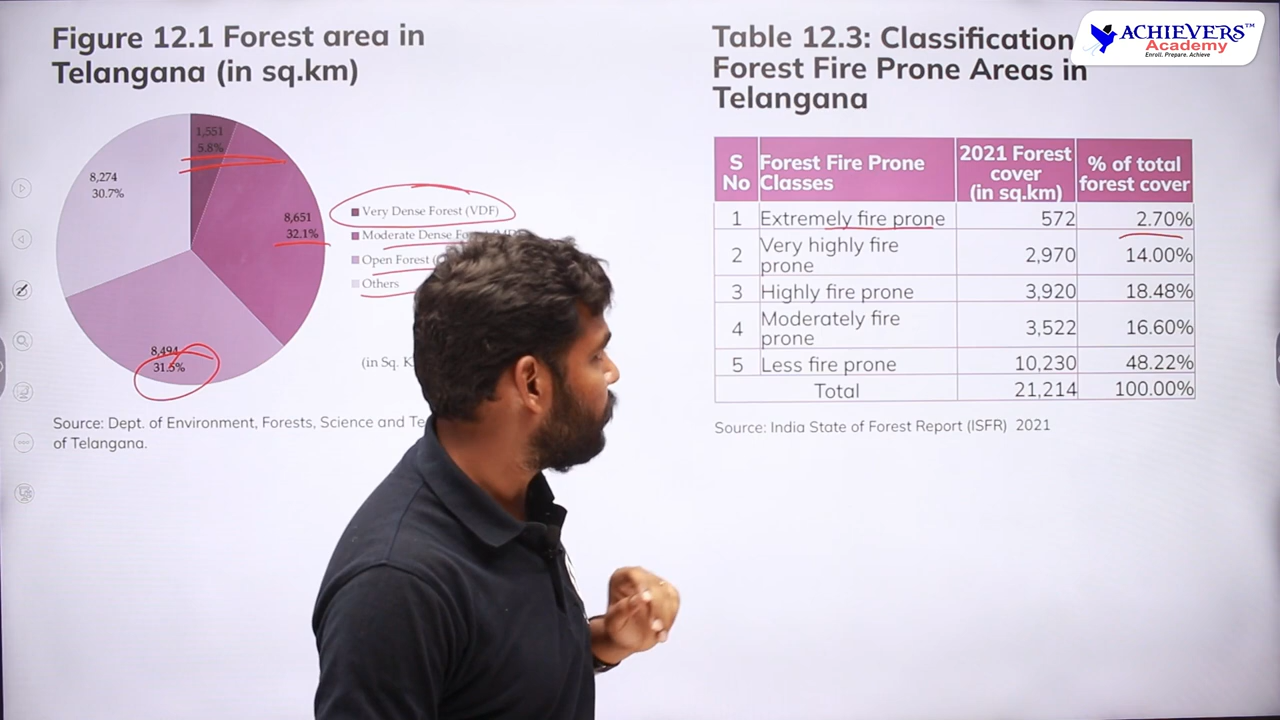 Figure 12.1 Forest area in
Telangana (in sq.km)
1,551
5.8%
8,274
30.7%
8,651
32.1%
8,494
31.5%
Very Dense Forest (VDF)
Moderate Dense
Open Forest
Others
(in Sq.
Source: Dept. of Environment, Forests, Science and
of Telangana.
ACHIEVERS™
Academy
Enroll. Prepare. Achieve
Table 12.3: Classification
Forest Fire Prone Areas in
Telangana
S No Forest Fire Prone Classes 2021 Forest cover (in sq.km) % of total forest cover
1 Extremely fire prone 572 2.70%
2 Very highly fire prone 2,970 14.00%
3 Highly fire prone 3,920 18.48%
4 Moderately fire prone 3,522 16.60%
5 Less fire prone 10,230 48.22%
Total 21,214 100.00%
Source: India State of Forest Report (ISFR) 2021